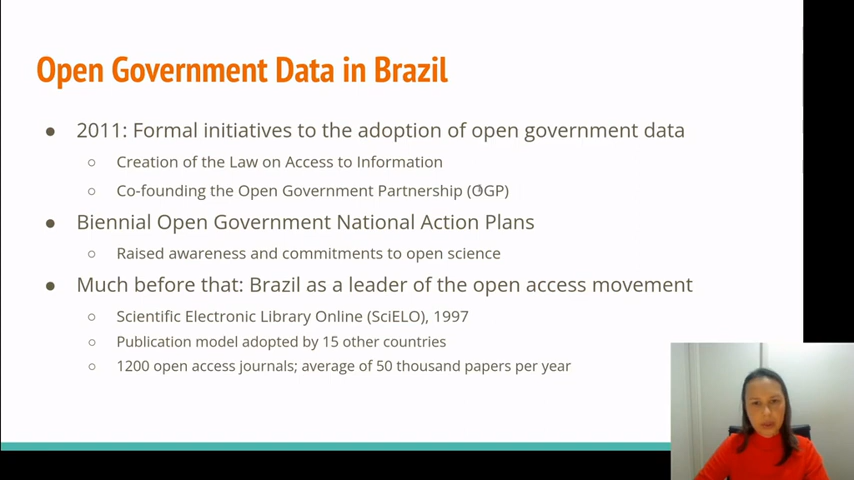 Open Government Data in Brazil
● 2011: Formal initiatives to the adoption of open government data
○ Creation of the Law on Access to Information
○ Co-founding the Open Government Partnership (OGP)
● Biennial Open Government National Action Plans
○ Raised awareness and commitments to open science
● Much before that: Brazil as a leader of the open access movement
○ Scientific Electronic Library Online (SciELO), 1997
○ Publication model adopted by 15 other countries
○ 1200 open access journals; average of 50 thousand papers per year